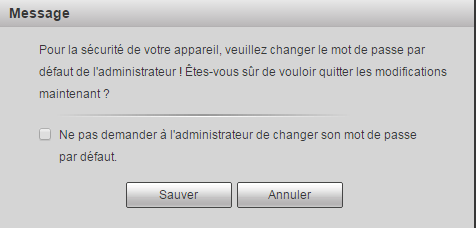 Message
Pour la sécurité de votre appareil, veuillez changer le mot de passe par
défaut de l'administrateur ! Êtes-vous sûr de vouloir quitter les modifications
maintenant ?
Ne pas demander à l'administrateur de changer son mot de passe
par défaut.
Sauver
Annuler